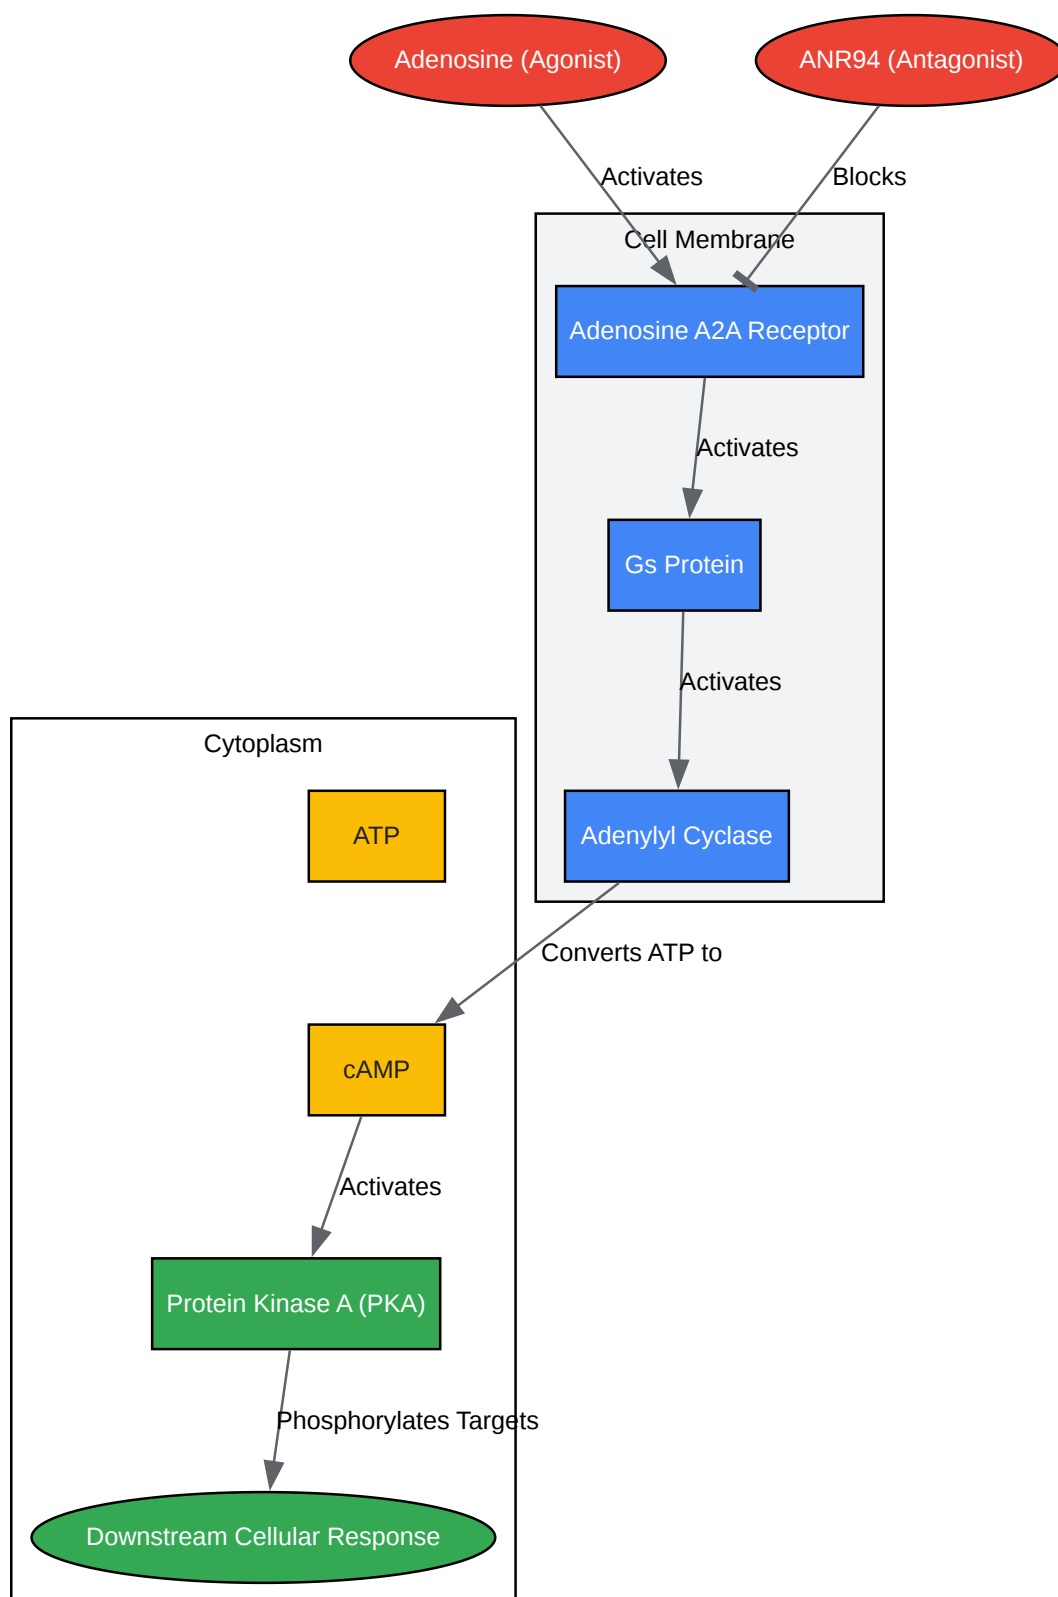 Adenosine (Agonist)
ANR94 (Antagonist)
Activates
Blocks
Cell Membrane
Adenosine A2A Receptor
Activates
Gs Protein
Activates
Cytoplasm
ATP
Adenylyl Cyclase
Converts ATP to
cAMP
Activates
Protein Kinase A (PKA)
Phosphorylates Targets
Downstream Cellular Response